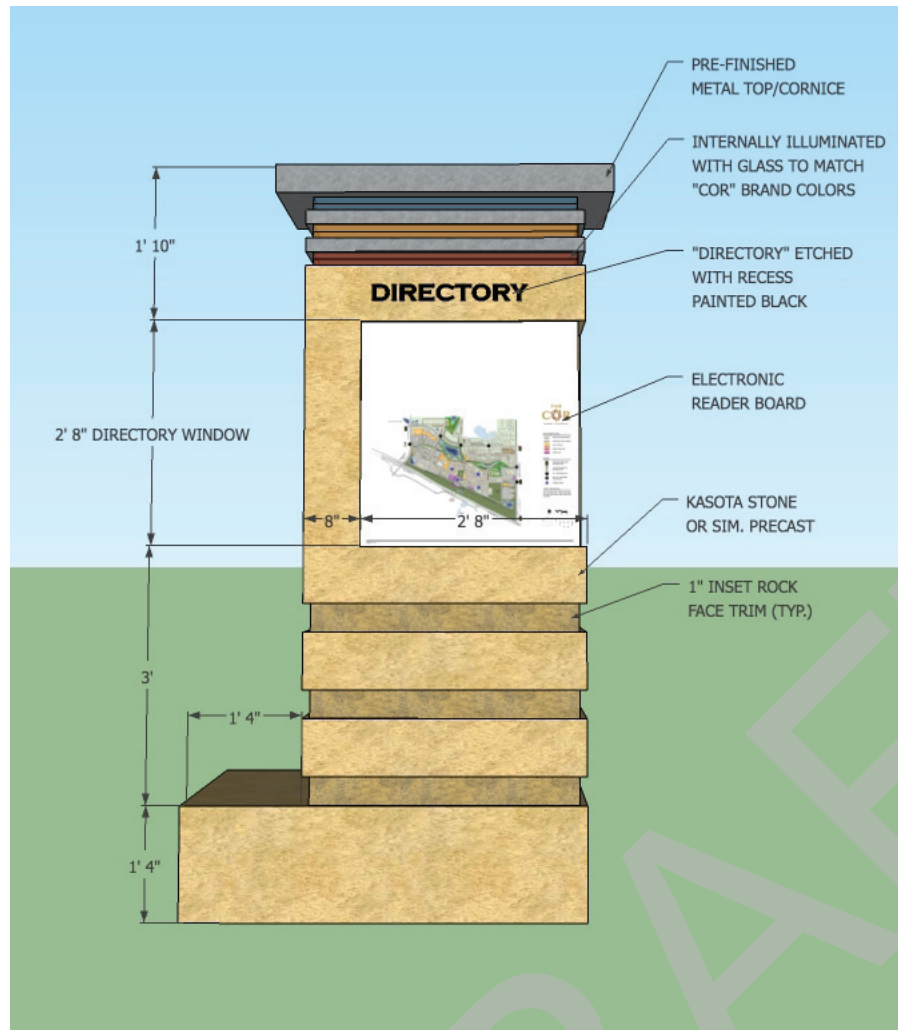 PRE-FINISHED
METAL TOP/CORNICE
INTERNALLY ILLUMINATED
WITH GLASS TO MATCH
"COR" BRAND COLORS
1' 10"
"DIRECTORY" ETCHED
WITH RECESS
PAINTED BLACK
DIRECTORY
ELECTRONIC
READER BOARD
COR
2' 8" DIRECTORY WINDOW
8"
2' 8"
KASOTA STONE
OR SIM. PRECAST
1" INSET ROCK
FACE TRIM (TYP.)
3'
1' 4"
1' 4"